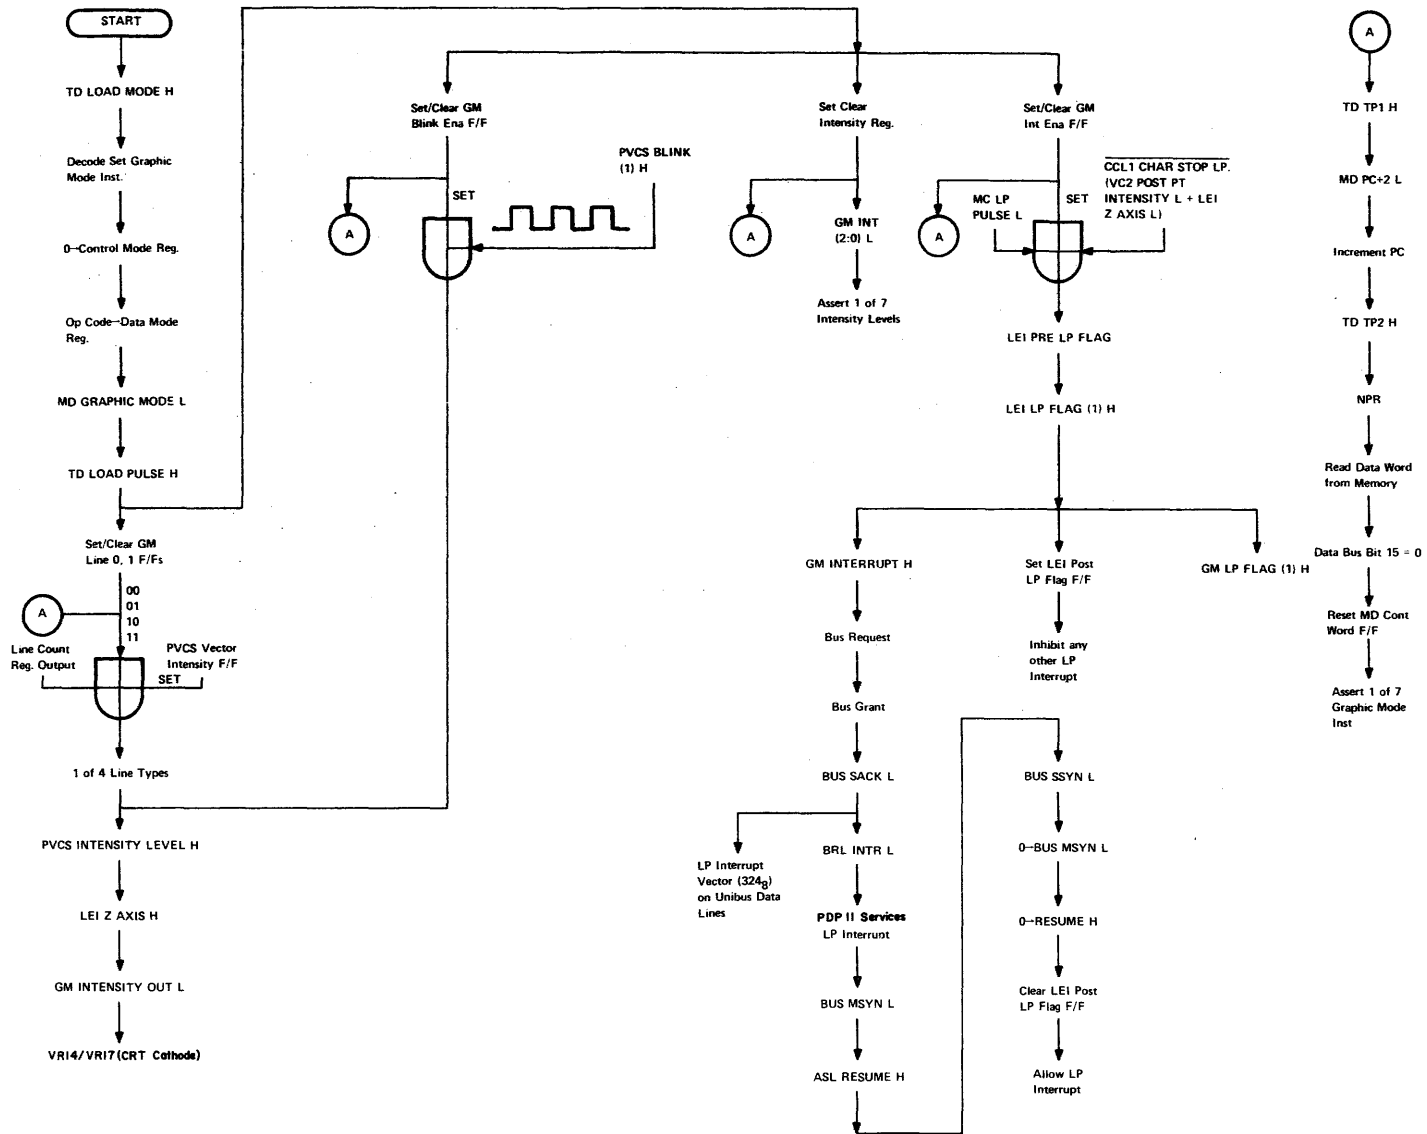 START
TD LOAD MODE H
Decode Set Graphic
Mode Inst.
0→Control Mode Reg.
Op Code→Data Mode
Reg.
MD GRAPHIC MODE L
TD LOAD PULSE H
Set/Clear GM
Line 0, 1 F/Fs
00
01
10
11
A
Line Count
Reg. Output
PVCS Vector
Intensity F/F
SET
1 of 4 Line Types
PVCS INTENSITY LEVEL H
LEI Z AXIS H
GM INTENSITY OUT L
VR14/VR17 (CRT Cathode)
Set/Clear GM
Blink Ena F/F
A
SET
PVCS BLINK
(1) H
Set Clear
Intensity Reg.
A
GM INT
(2:0) L
Assert 1 of 7
Intensity Levels
Set/Clear GM
Int Ena F/F
A
MC LP
PULSE L
SET
CCL1 CHAR STOP LP.
(VC2 POST PT
INTENSITY L + LEI
Z AXIS L)
LEI PRE LP FLAG
LEI LP FLAG (1) H
GM INTERRUPT H
Bus Request
Bus Grant
BUS SACK L
LP Interrupt
Vector (324₈)
on Unibus Data
Lines
BRL INTR L
PDP II Services
LP Interrupt
BUS MSYN L
ASL RESUME H
Set LEI Post
LP Flag F/F
Inhibit any
other LP
Interrupt
GM LP FLAG (1) H
BUS SSYN L
0→BUS MSYN L
0→RESUME H
Clear LEI Post
LP Flag F/F
Allow LP
Interrupt
A
TD TP1 H
MD PC+2 L
Increment PC
TD TP2 H
NPR
Read Data Word
from Memory
Data Bus Bit 15 = 0
Reset MD Cont
Word F/F
Assert 1 of 7
Graphic Mode
Inst